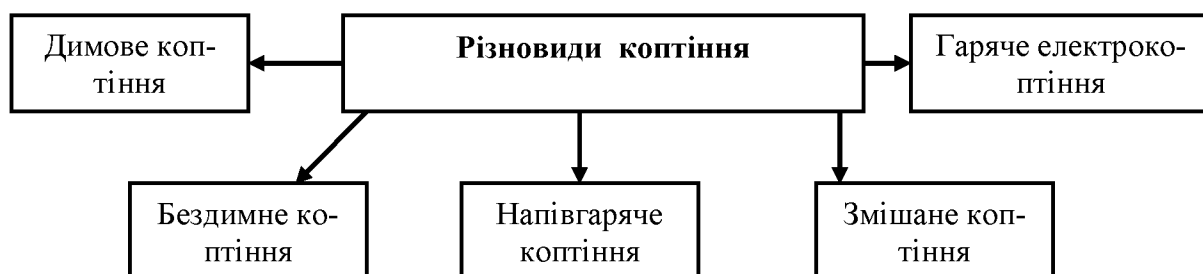 Димове коп-
тіння
Різновиди коптіння
Гаряче електроко-
птіння
Бездимне ко-
птіння
Напівгаряче
коптіння
Змішане коп-
тіння